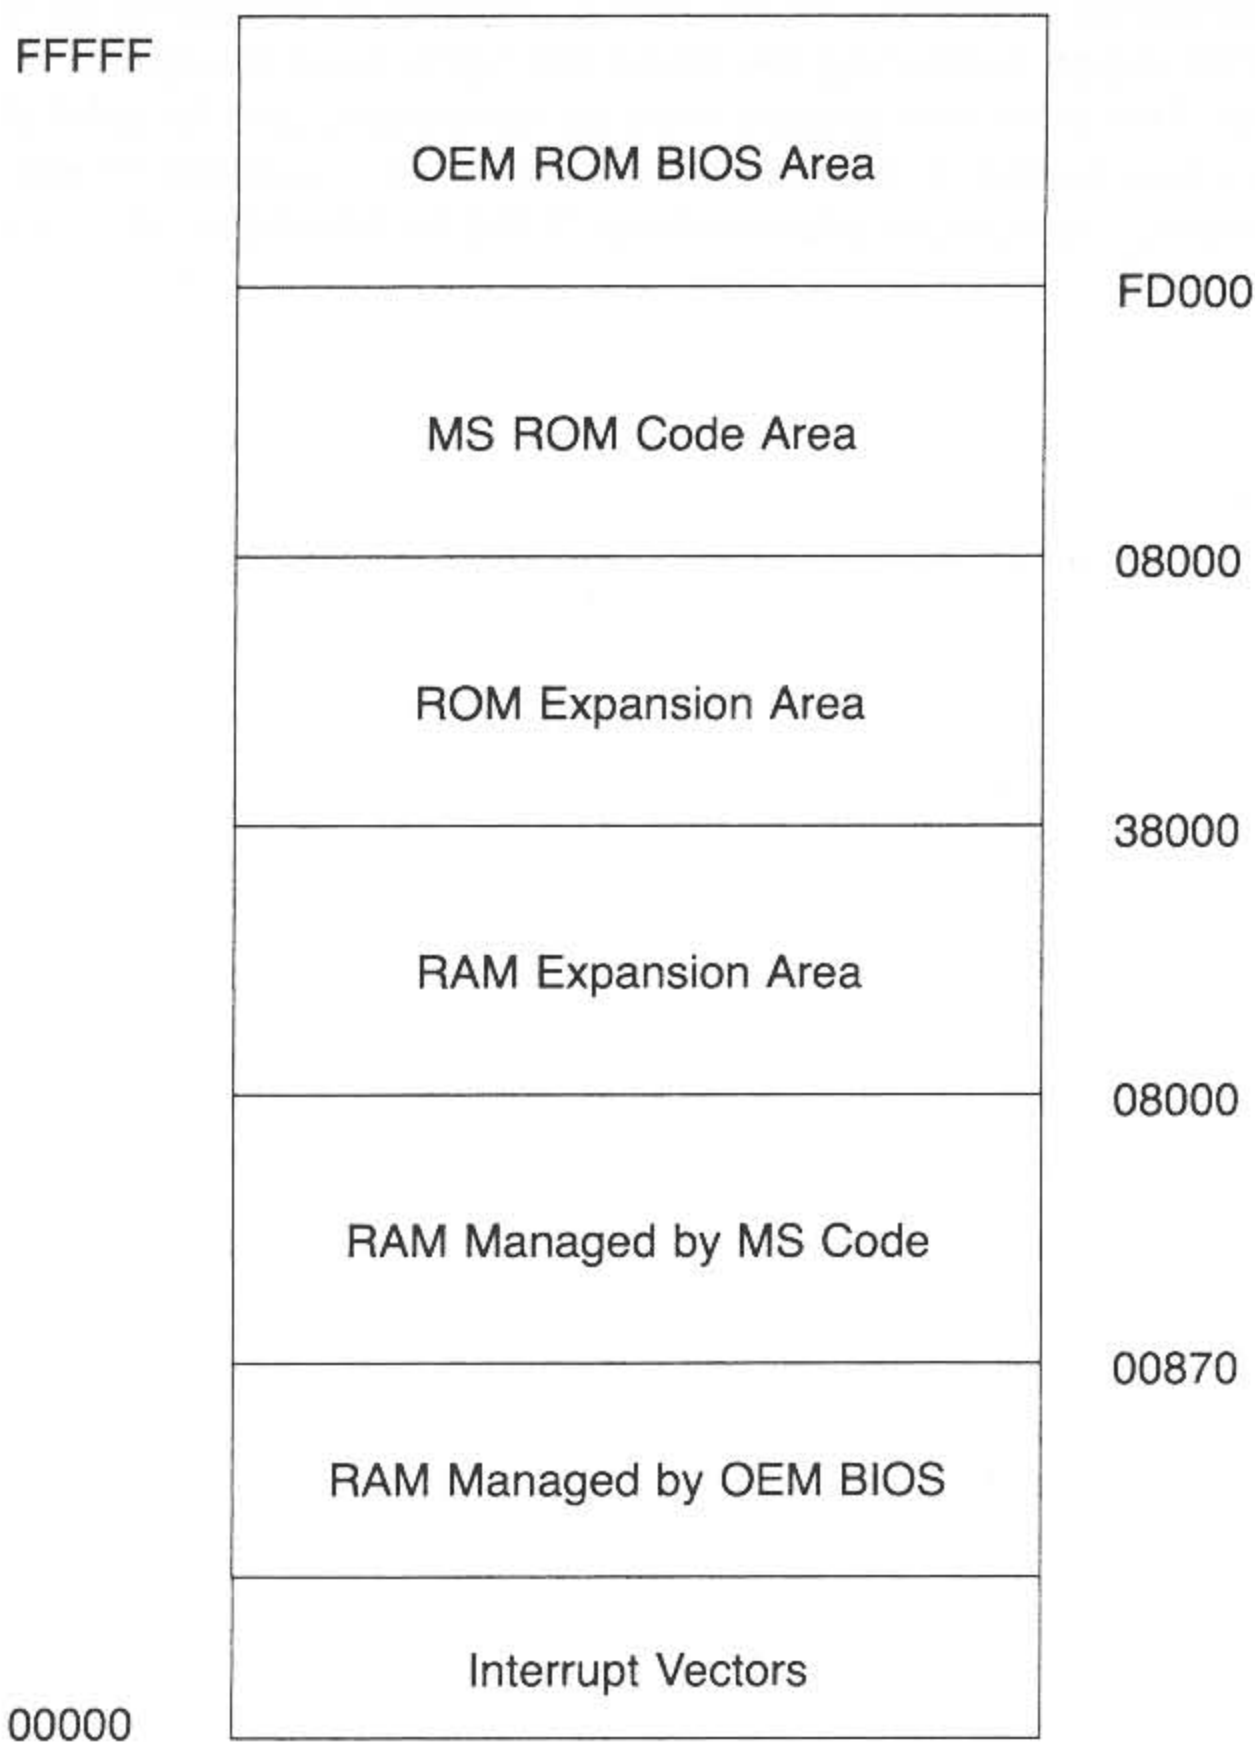 FFFFF
OEM ROM BIOS Area
FD000
MS ROM Code Area
08000
ROM Expansion Area
38000
RAM Expansion Area
08000
RAM Managed by MS Code
00870
RAM Managed by OEM BIOS
Interrupt Vectors
00000